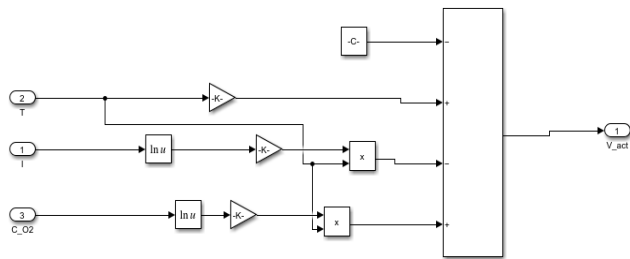 -C-
−
2
T
-K-
+
1
V_act
1
I
ln u
-K-
x
−
3
C_O2
ln u
-K-
x
+